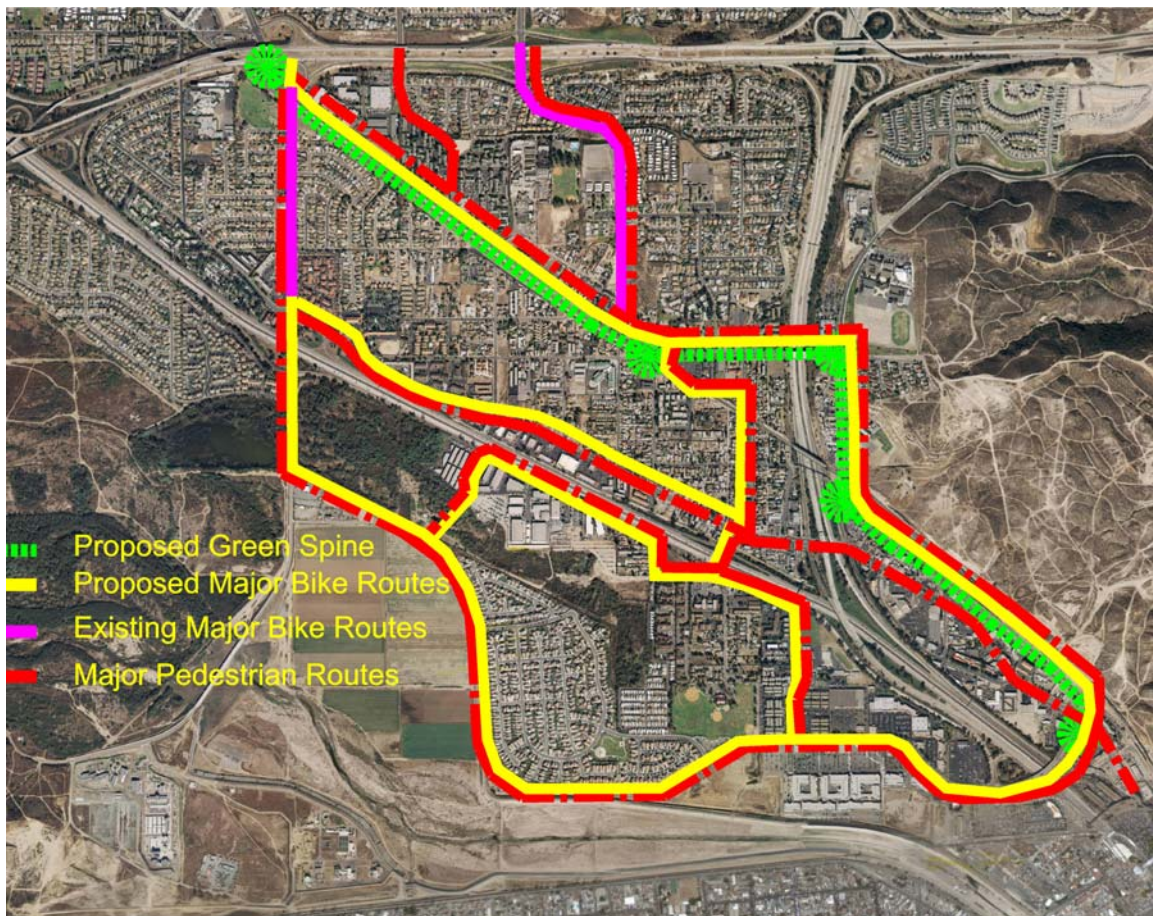 Proposed Green Spine
Proposed Major Bike Routes
Existing Major Bike Routes
Major Pedestrian Routes